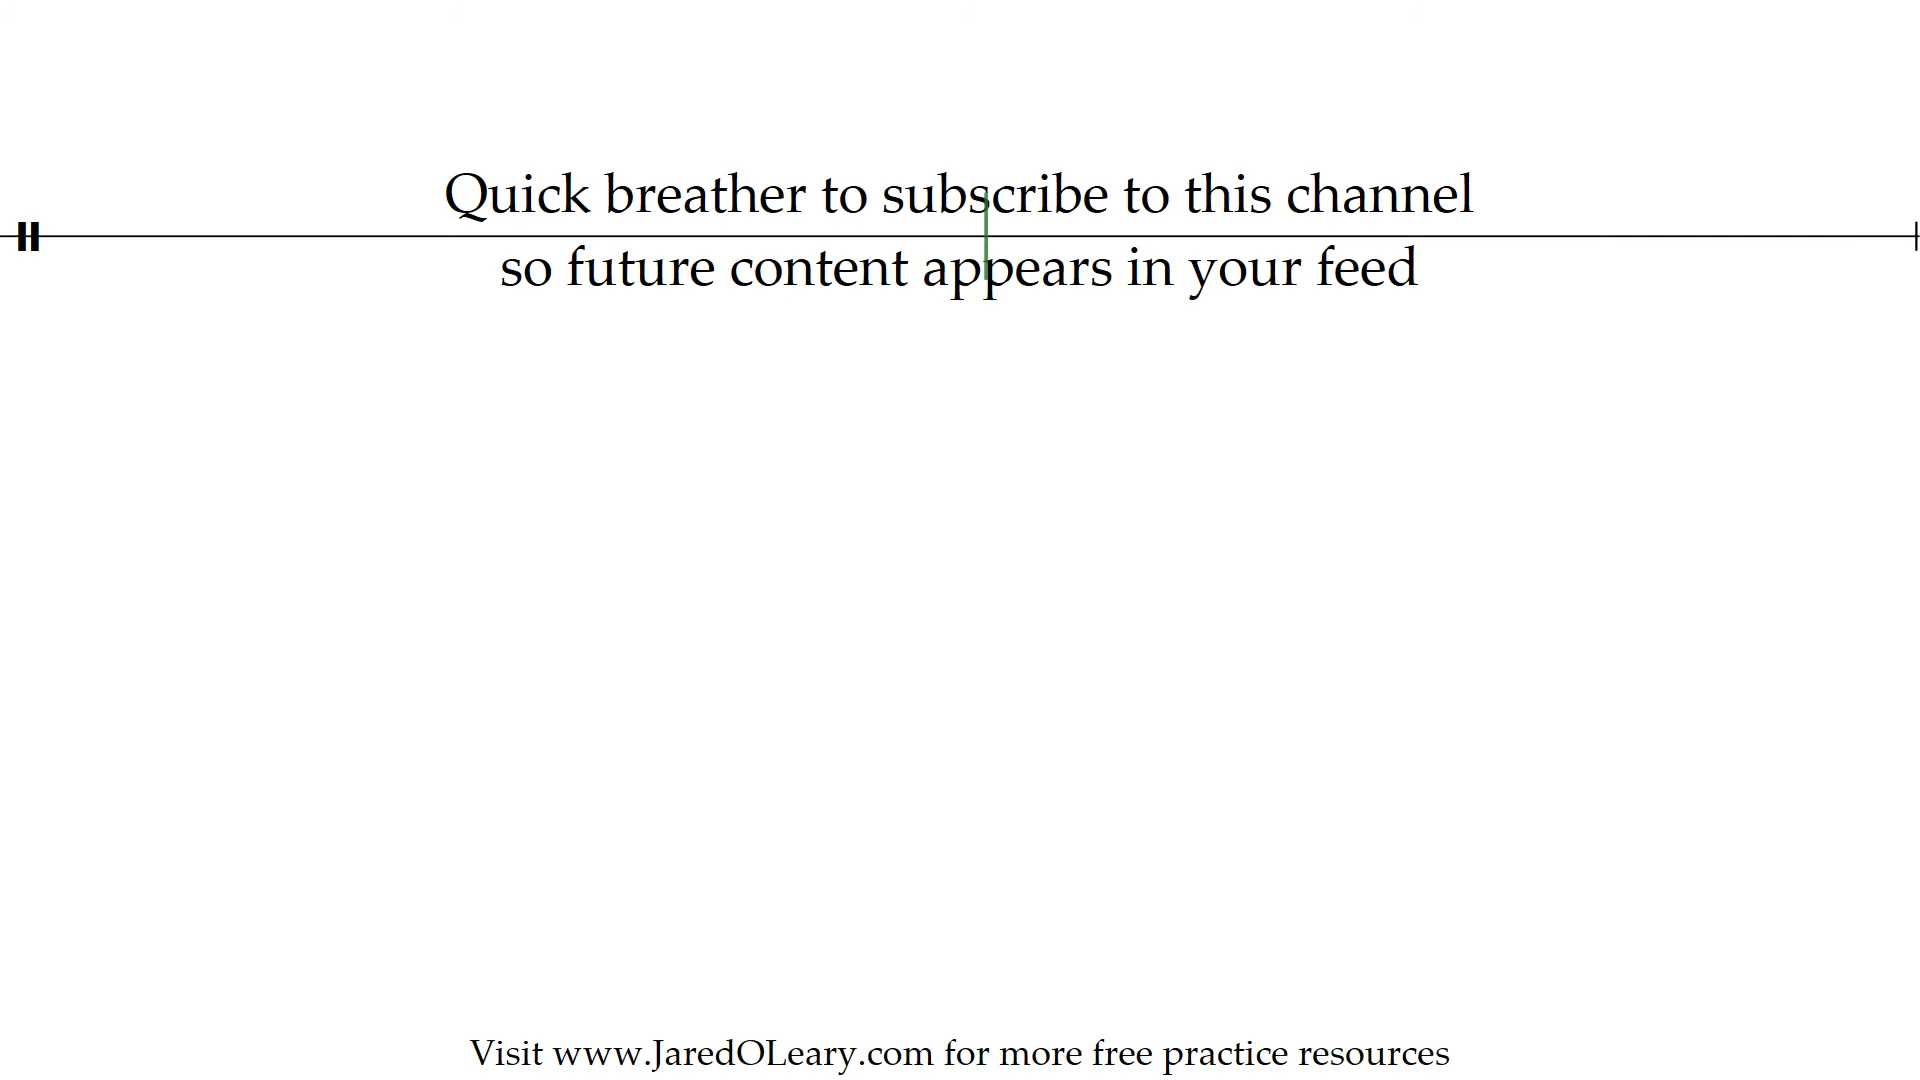 Quick breather to subscribe to this channel
so future content appears in your feed
Visit www.JaredOLeary.com for more free practice resources